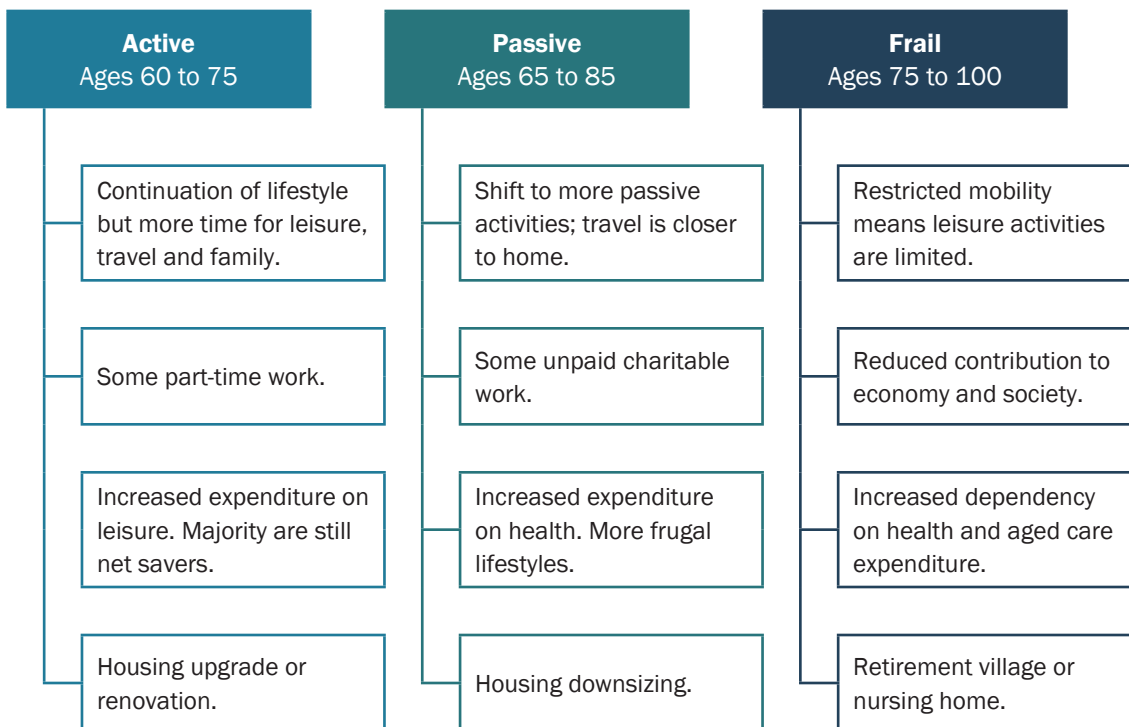 Active
Ages 60 to 75
Continuation of lifestyle
but more time for leisure,
travel and family.
Some part-time work.
Increased expenditure on
leisure. Majority are still
net savers.
Housing upgrade or
renovation.
Passive
Ages 65 to 85
Shift to more passive
activities; travel is closer
to home.
Some unpaid charitable
work.
Increased expenditure
on health. More frugal
lifestyles.
Housing downsizing.
Frail
Ages 75 to 100
Restricted mobility
means leisure activities
are limited.
Reduced contribution to
economy and society.
Increased dependency
on health and aged care
expenditure.
Retirement village or
nursing home.